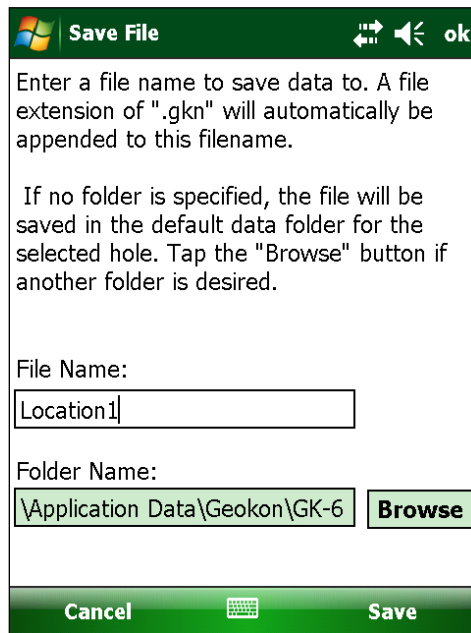 Save File ok
Enter a file name to save data to. A file
extension of ".gkn" will automatically be
appended to this filename.
If no folder is specified, the file will be
saved in the default data folder for the
selected hole. Tap the "Browse" button if
another folder is desired.
File Name:
Location1
Folder Name:
\Application Data\Geokon\GK-6 Browse
Cancel Save